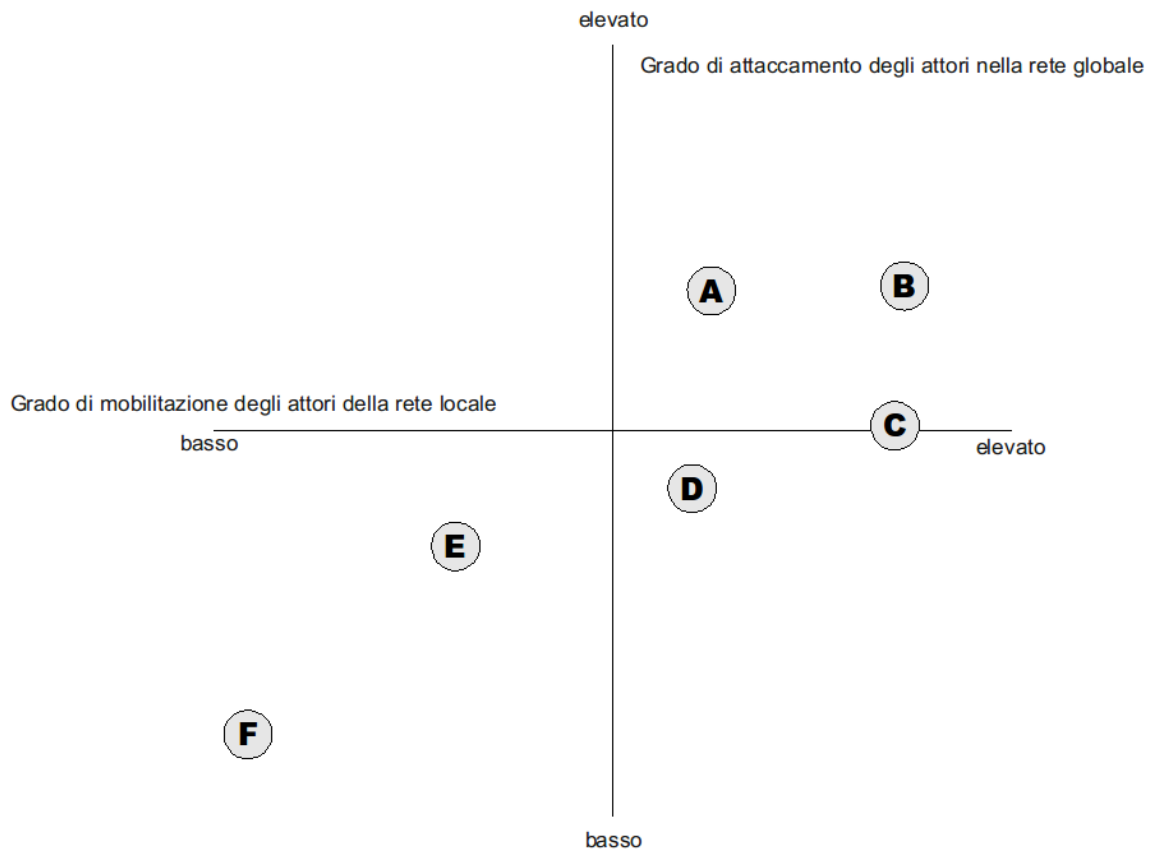 elevato
Grado di attaccamento degli attori nella rete globale
A
B
Grado di mobilitazione degli attori della rete locale
C
basso
elevato
D
E
F
basso